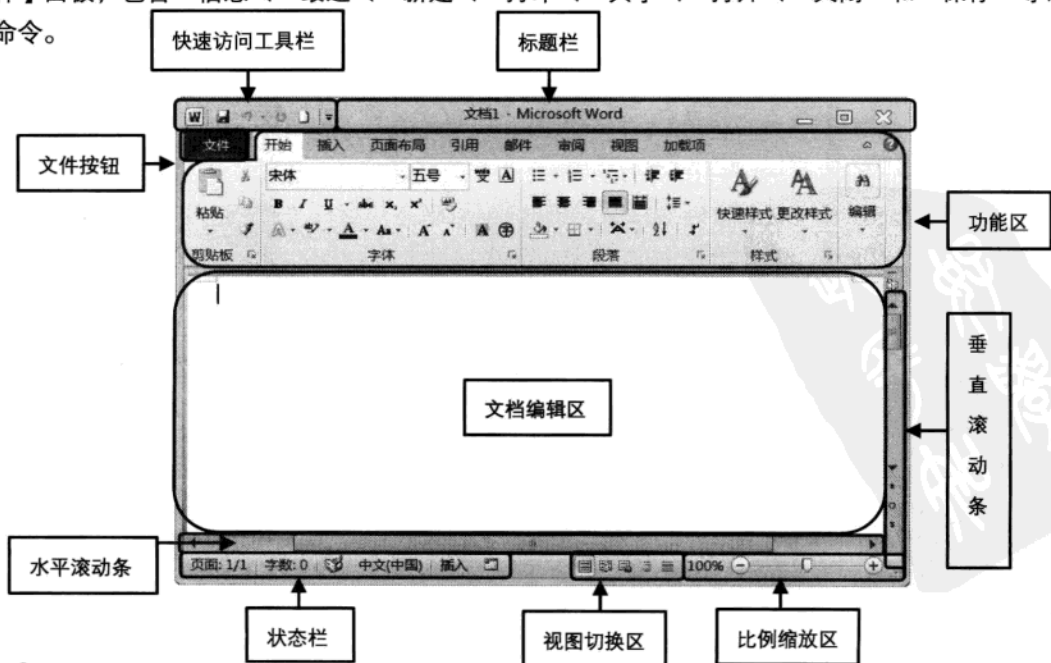 命令。
快速访问工具栏
标题栏
文档1 - Microsoft Word
文件按钮
文件 开始 插入 页面布局 引用 邮件 审阅 视图 加载项
宋体 五号
粘贴
快速样式 更改样式 编辑
剪贴板 字体 段落 样式
功能区
文档编辑区
垂直滚动条
水平滚动条
页面: 1/1 字数: 0 中文(中国) 插入 100%
状态栏
视图切换区
比例缩放区